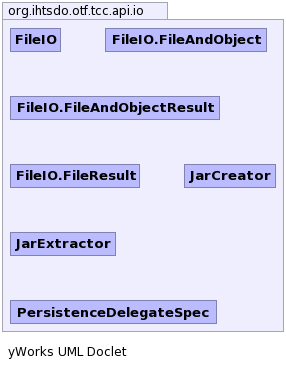 org.ihtsdo.otf.tcc.api.io
FileIO FileIO.FileAndObject
FileIO.FileAndObjectResult
FileIO.FileResult JarCreator
JarExtractor
PersistenceDelegateSpec
yWorks UML Doclet